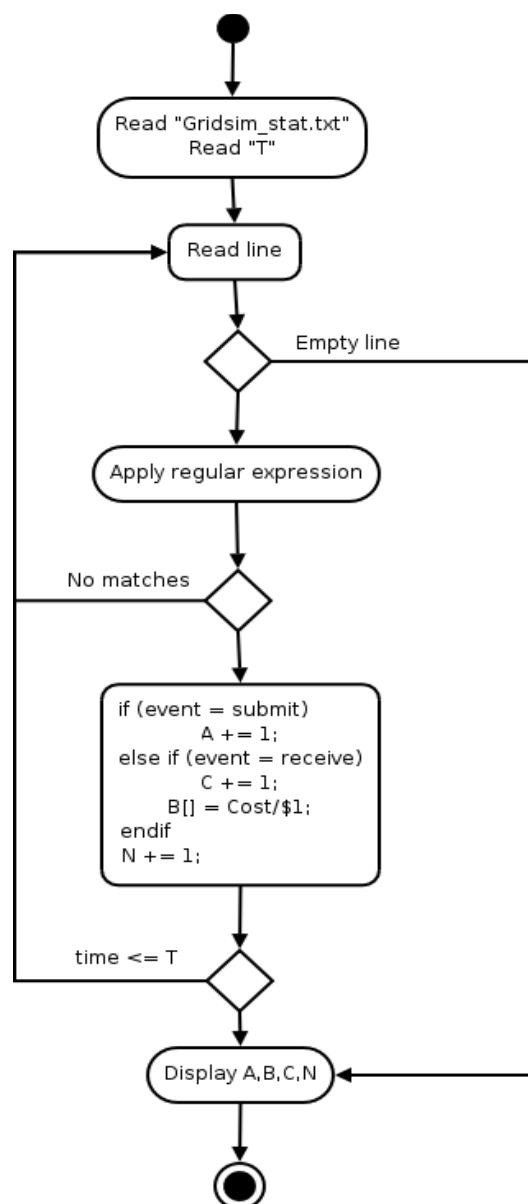 Read "Gridsim_stat.txt"
Read "T"
Read line
Empty line
Apply regular expression
No matches
if (event = submit)
A += 1;
else if (event = receive)
C += 1;
B[] = Cost/$1;
endif
N += 1;
time <= T
Display A,B,C,N